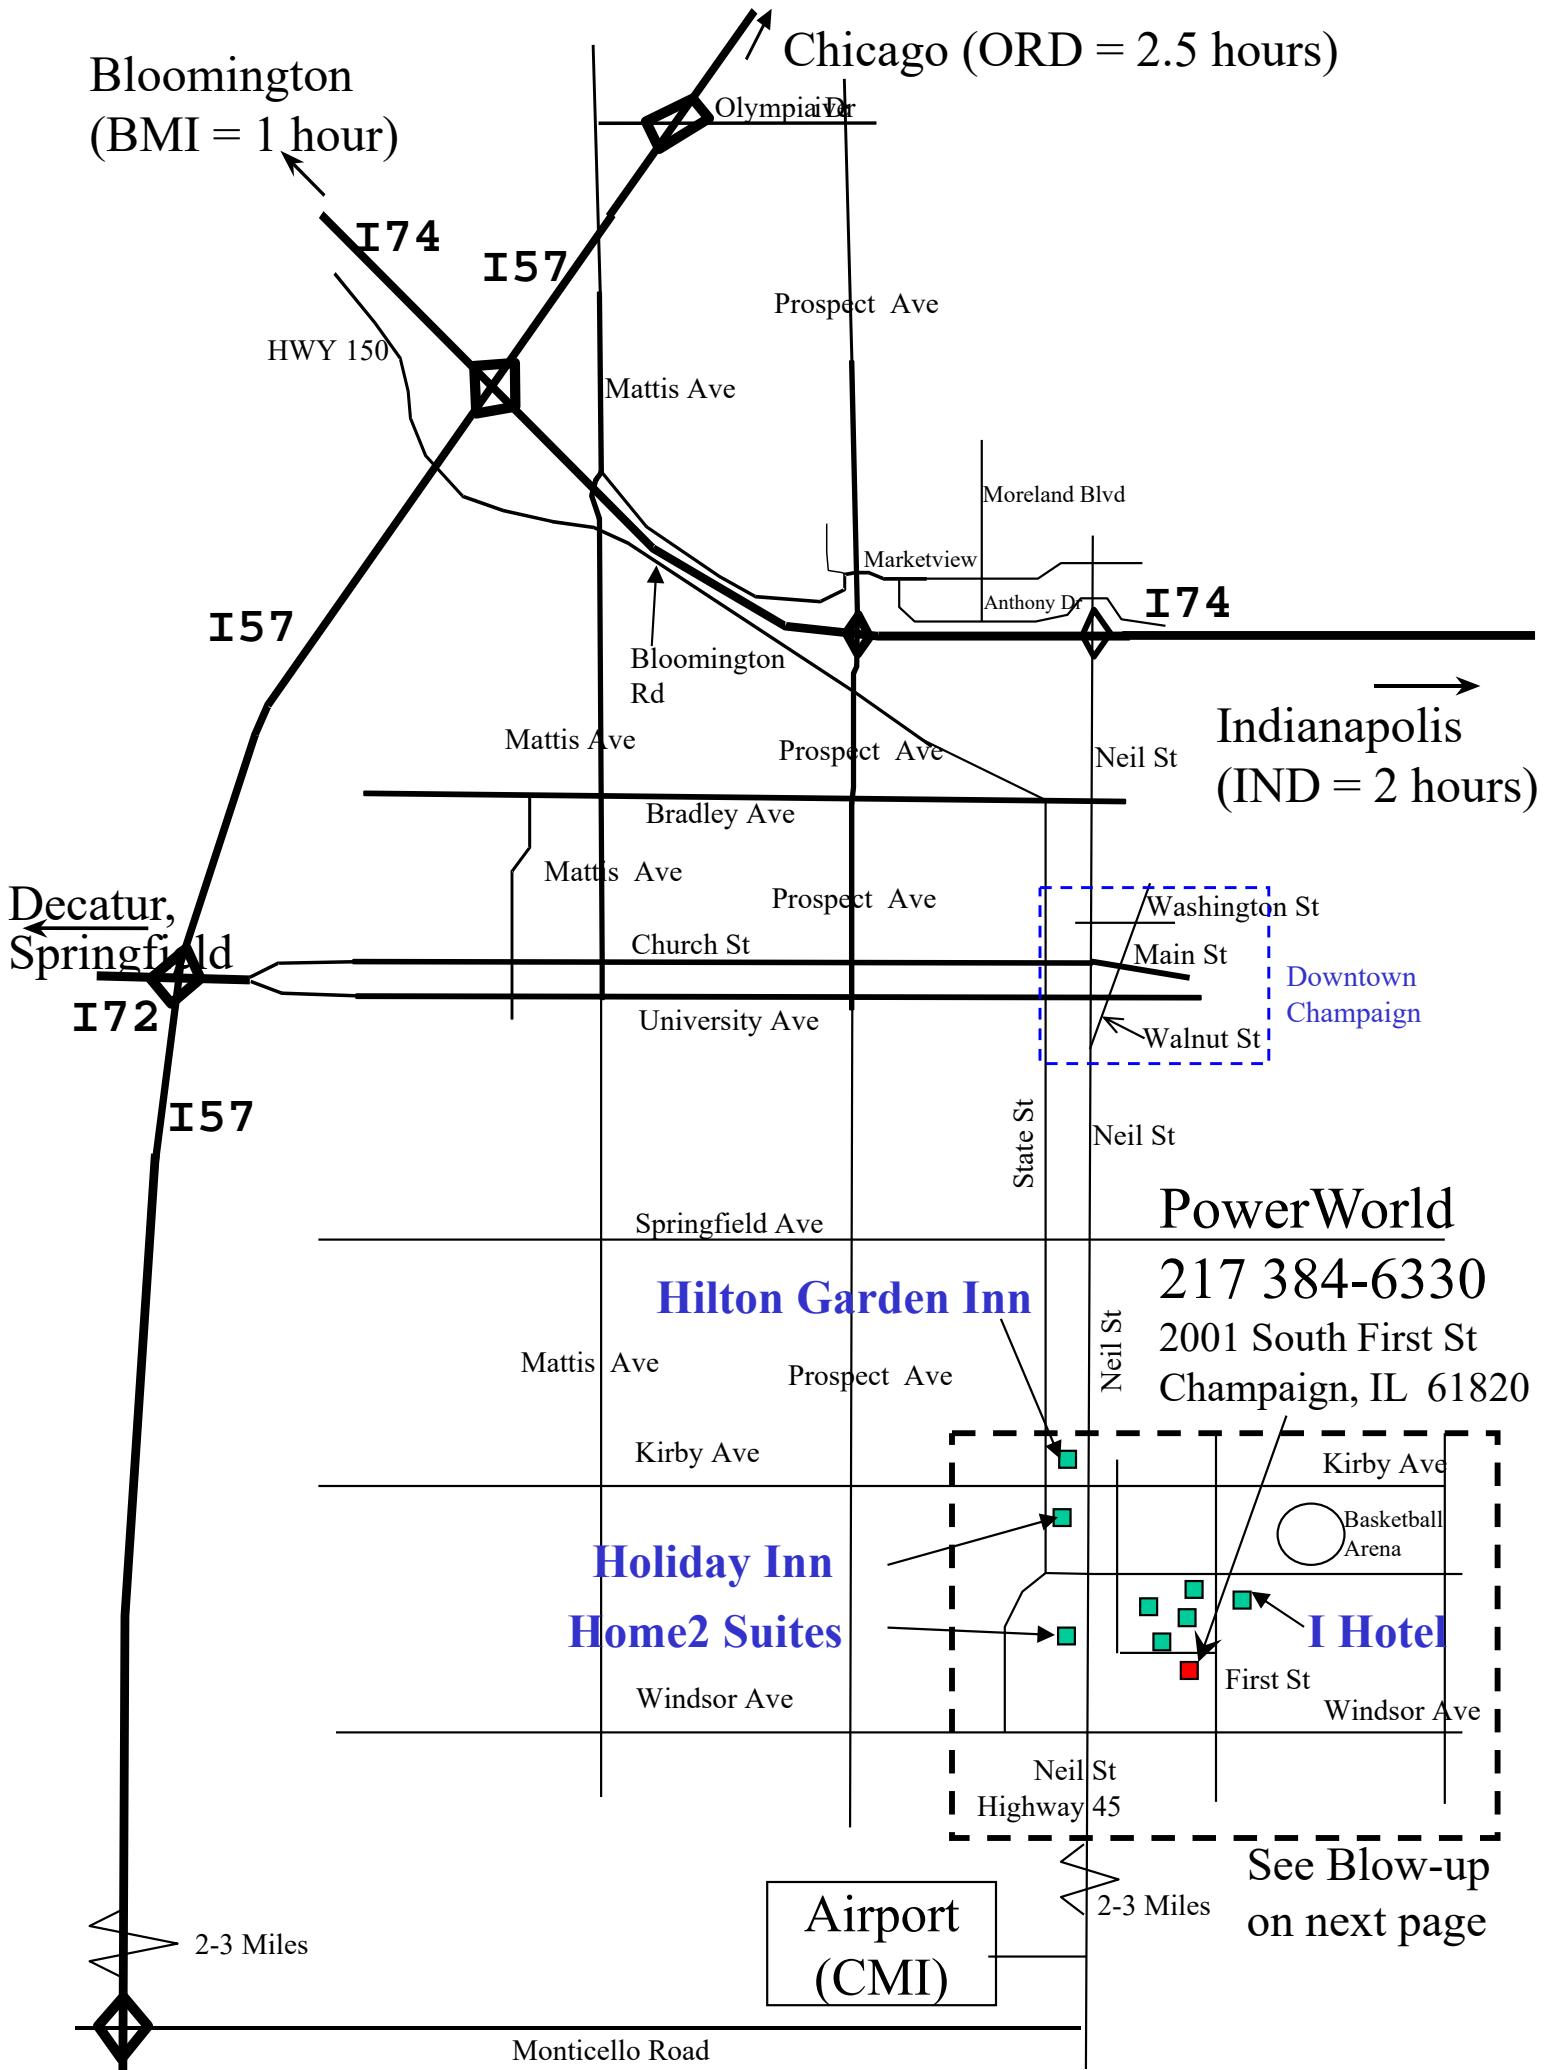 Chicago (ORD = 2.5 hours)
Bloomington
(BMI = 1 hour)
Olympia Dr
I74
I57
Prospect Ave
HWY 150
Mattis Ave
Moreland Blvd
Marketview
Anthony Dr
I74
I57
Bloomington
Rd
Indianapolis
(IND = 2 hours)
Mattis Ave
Prospect Ave
Neil St
Bradley Ave
Mattis Ave
Prospect Ave
Decatur,
Springfield
Washington St
Church St
Main St
Downtown
Champaign
I72
University Ave
Walnut St
I57
State St
Neil St
PowerWorld
217 384-6330
2001 South First St
Champaign, IL 61820
Springfield Ave
Hilton Garden Inn
Neil St
Mattis Ave
Prospect Ave
Kirby Ave
Kirby Ave
Basketball
Arena
Holiday Inn
Home2 Suites
I Hotel
First St
Windsor Ave
Windsor Ave
Neil St
Highway 45
See Blow-up
on next page
2-3 Miles
Airport
(CMI)
2-3 Miles
Monticello Road